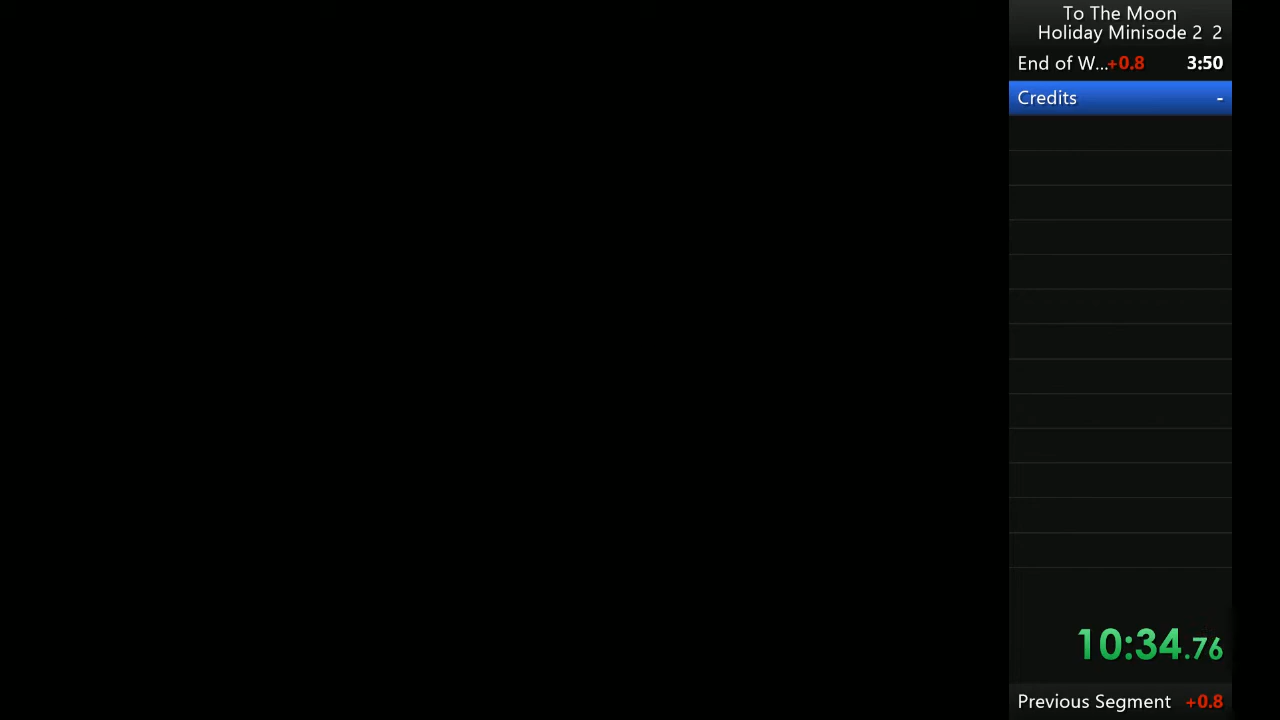 To The Moon
Holiday Minisode 2 2
End of W...+0.8 3:50
Credits -
10:34.76
Previous Segment +0.8